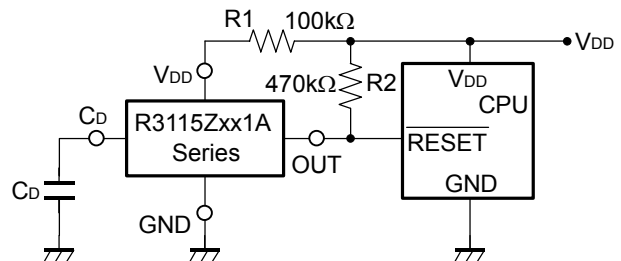 R1 100kΩ
VDD
VDD
470kΩ R2
VDD
CPU
CD
R3115Zxx1A
Series
OUT
RESET
CD
GND
GND